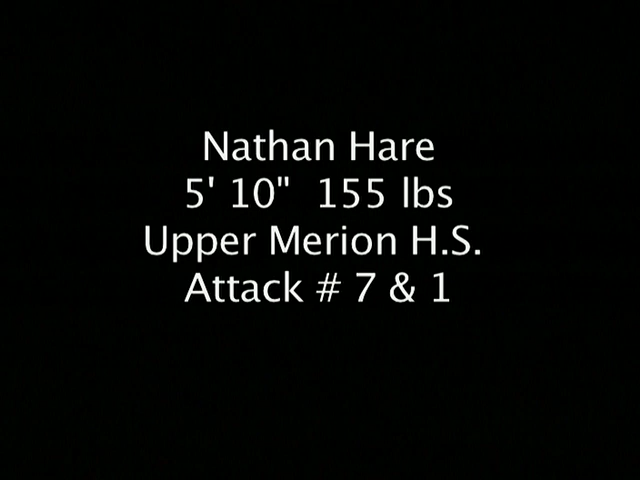 Nathan Hare
5' 10"  155 lbs
Upper Merion H.S.
Attack # 7 & 1